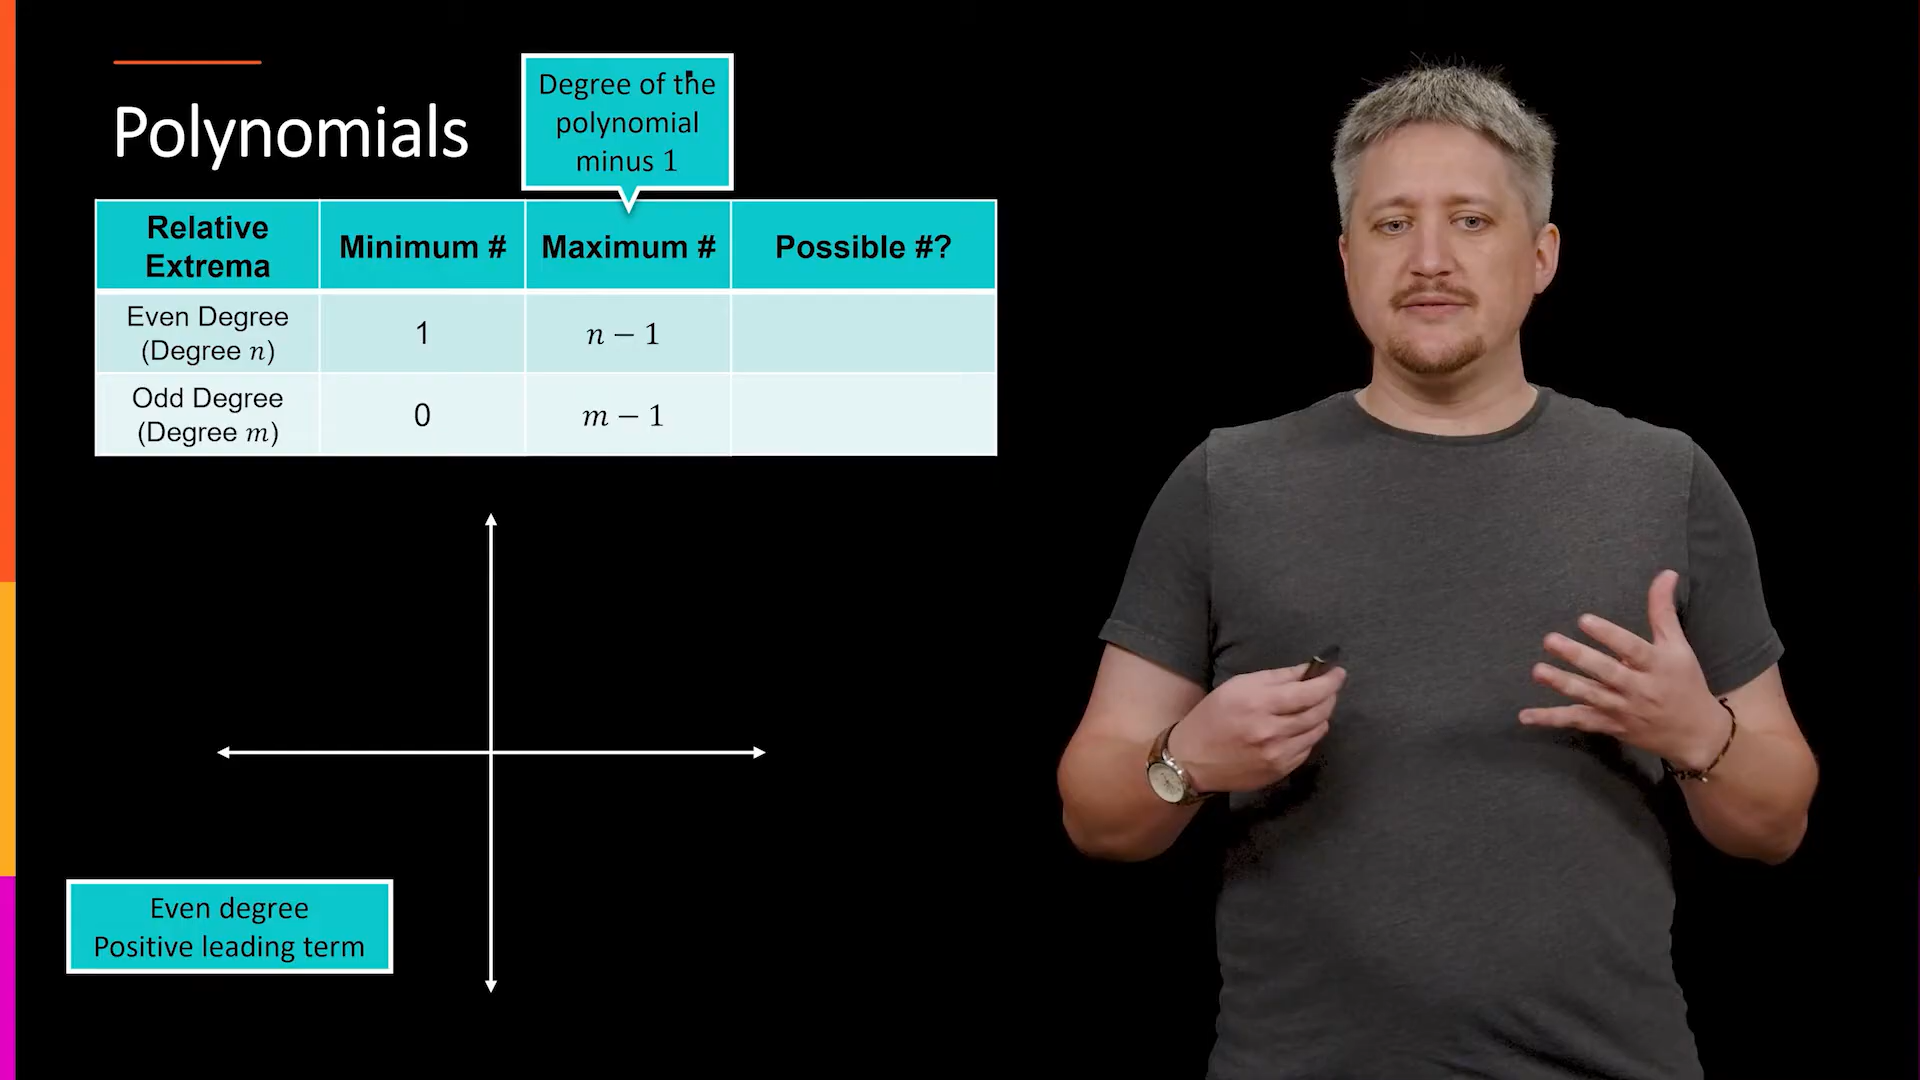 Polynomials
Degree of the
polynomial
minus 1
Relative
Extrema
Minimum #
Maximum #
Possible #?
Even Degree
(Degree n)
1
n − 1
Odd Degree
(Degree m)
0
m − 1
Even degree
Positive leading term